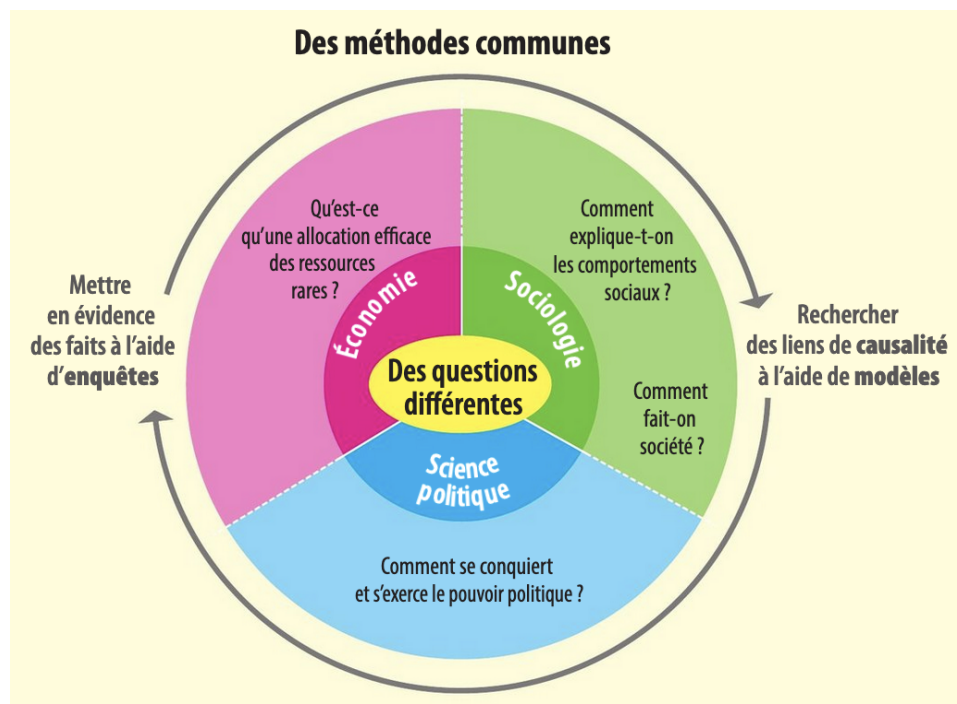 Des méthodes communes
Qu'est-ce
qu'une allocation efficace
des ressources
rares ?
Comment
explique-t-on
les comportements
sociaux ?
Mettre
en évidence
des faits à l'aide
d'enquêtes
Économie
Sociologie
Rechercher
des liens de causalité
à l'aide de modèles
Des questions
différentes
Comment
fait-on
société ?
Science
politique
Comment se conquiert
et s'exerce le pouvoir politique ?